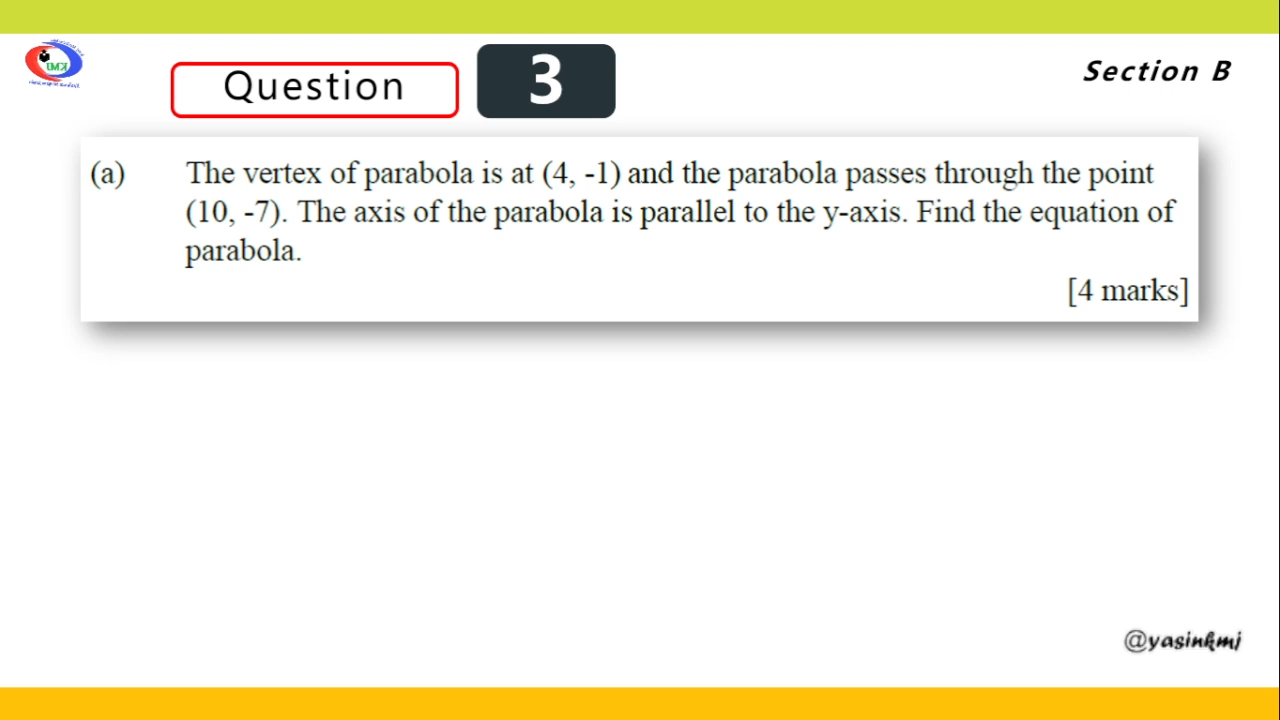 Question
3
Section B
(a) The vertex of parabola is at (4, -1) and the parabola passes through the point
(10, -7). The axis of the parabola is parallel to the y-axis. Find the equation of
parabola.
[4 marks]
@yasinkmj